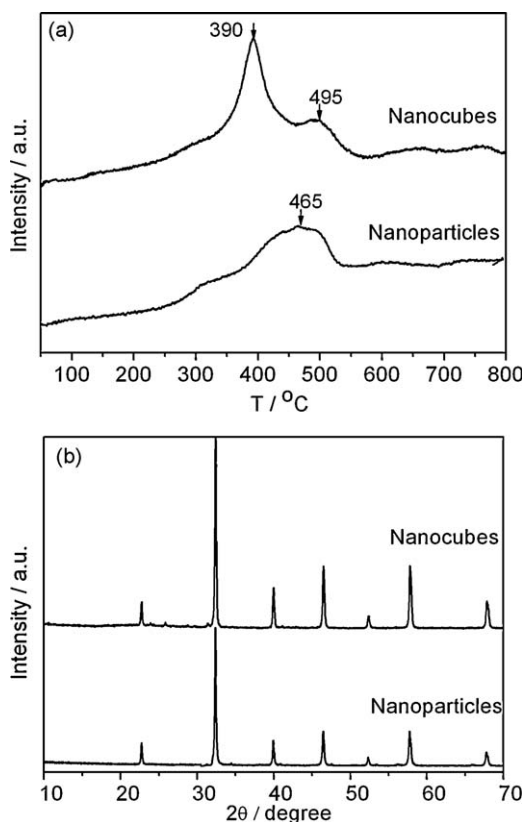 (a)
390
495
Nanocubes
465
Nanoparticles
Intensity / a.u.
100 200 300 400 500 600 700 800
T / °C
(b)
Nanocubes
Nanoparticles
Intensity / a.u.
10 20 30 40 50 60 70
2θ / degree